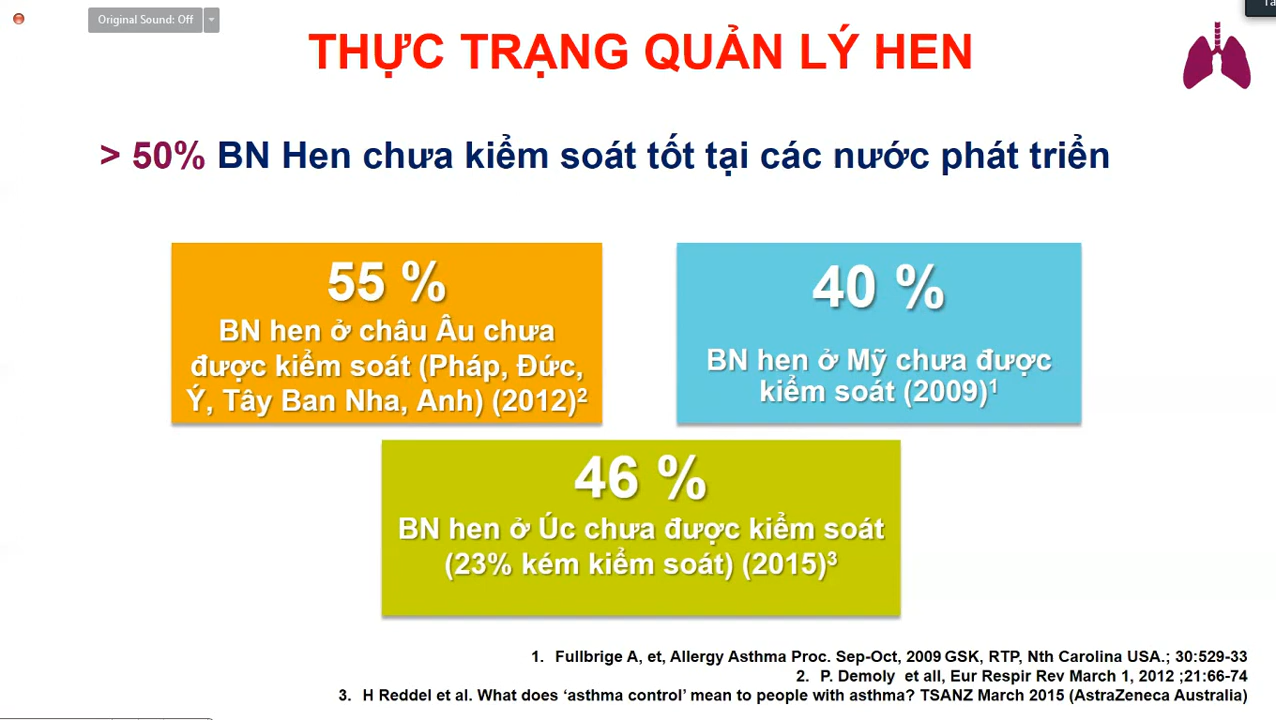 Original Sound: Off
Ta
THỰC TRẠNG QUẢN LÝ HEN
> 50% BN Hen chưa kiểm soát tốt tại các nước phát triển
55 %
BN hen ở châu Âu chưa
được kiểm soát (Pháp, Đức,
Ý, Tây Ban Nha, Anh) (2012)²
40 %
BN hen ở Mỹ chưa được
kiểm soát (2009)¹
46 %
BN hen ở Úc chưa được kiểm soát
(23% kém kiểm soát) (2015)³
1. Fullbrige A, et, Allergy Asthma Proc. Sep-Oct, 2009 GSK, RTP, Nth Carolina USA.; 30:529-33
2. P. Demoly et all, Eur Respir Rev March 1, 2012 ;21:66-74
3. H Reddel et al. What does ‘asthma control’ mean to people with asthma? TSANZ March 2015 (AstraZeneca Australia)